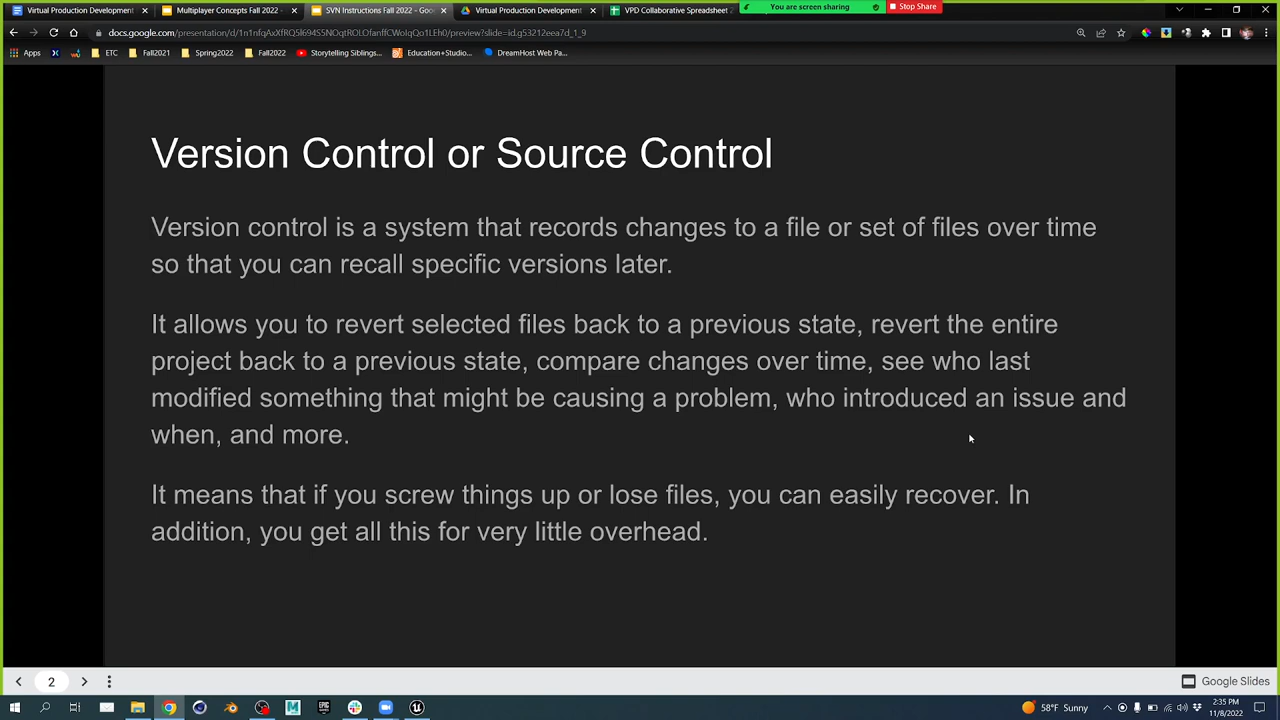 Virtual Production Development
Multiplayer Concepts Fall 2022 -
SVN Instructions Fall 2022 - Goo
Virtual Production Development
VPD Collaborative Spreadsheet
You are screen sharing
Stop Share
Apps
ETC
Fall2021
Spring2022
Fall2022
Storytelling Siblings...
Education+Studio...
DreamHost Web Pa...
Version Control or Source Control
Version control is a system that records changes to a file or set of files over time
so that you can recall specific versions later.
It allows you to revert selected files back to a previous state, revert the entire
project back to a previous state, compare changes over time, see who last
modified something that might be causing a problem, who introduced an issue and
when, and more.
It means that if you screw things up or lose files, you can easily recover. In
addition, you get all this for very little overhead.
2
Google Slides
58°F Sunny
2:35 PM
11/8/2022